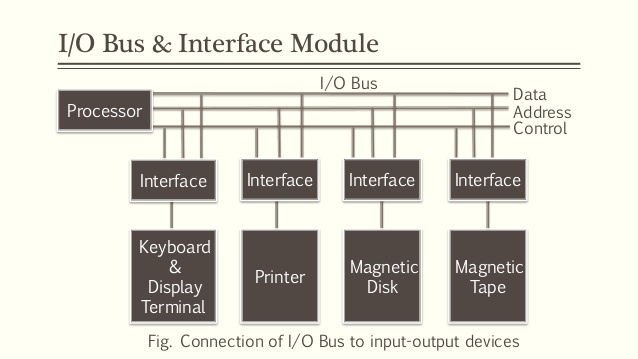 I/O Bus & Interface Module
I/O Bus
Data
Processor
Address
Control
Interface
Interface
Interface
Interface
Keyboard
&
Display
Terminal
Printer
Magnetic
Disk
Magnetic
Tape
Fig. Connection of I/O Bus to input-output devices